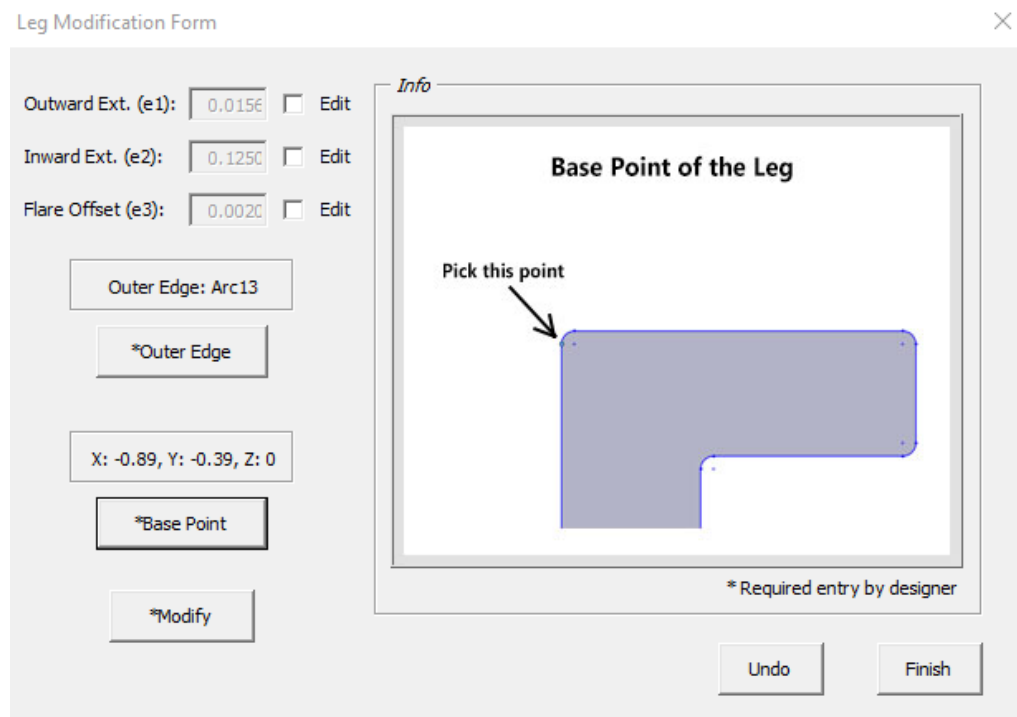 Leg Modification Form
Outward Ext. (e1): 0.0156 Edit
Inward Ext. (e2): 0.1250 Edit
Flare Offset (e3): 0.0020 Edit
Outer Edge: Arc13
*Outer Edge
X: -0.89, Y: -0.39, Z: 0
*Base Point
*Modify
Info
Base Point of the Leg
Pick this point
* Required entry by designer
Undo
Finish